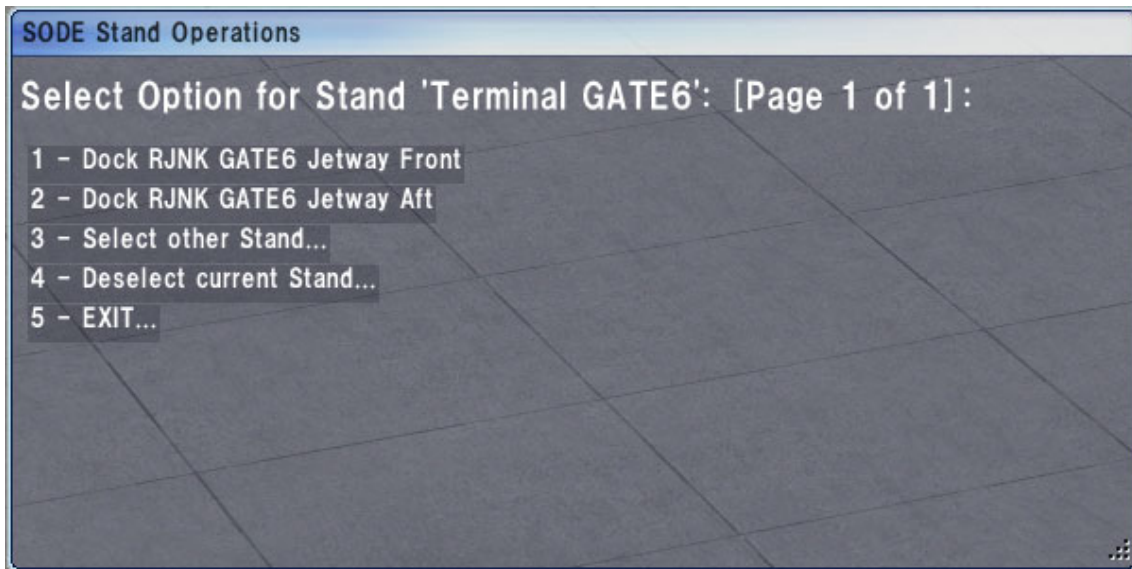 SODE Stand Operations
Select Option for Stand 'Terminal GATE6': [Page 1 of 1]:
1 - Dock RJNK GATE6 Jetway Front
2 - Dock RJNK GATE6 Jetway Aft
3 - Select other Stand...
4 - Deselect current Stand...
5 - EXIT...